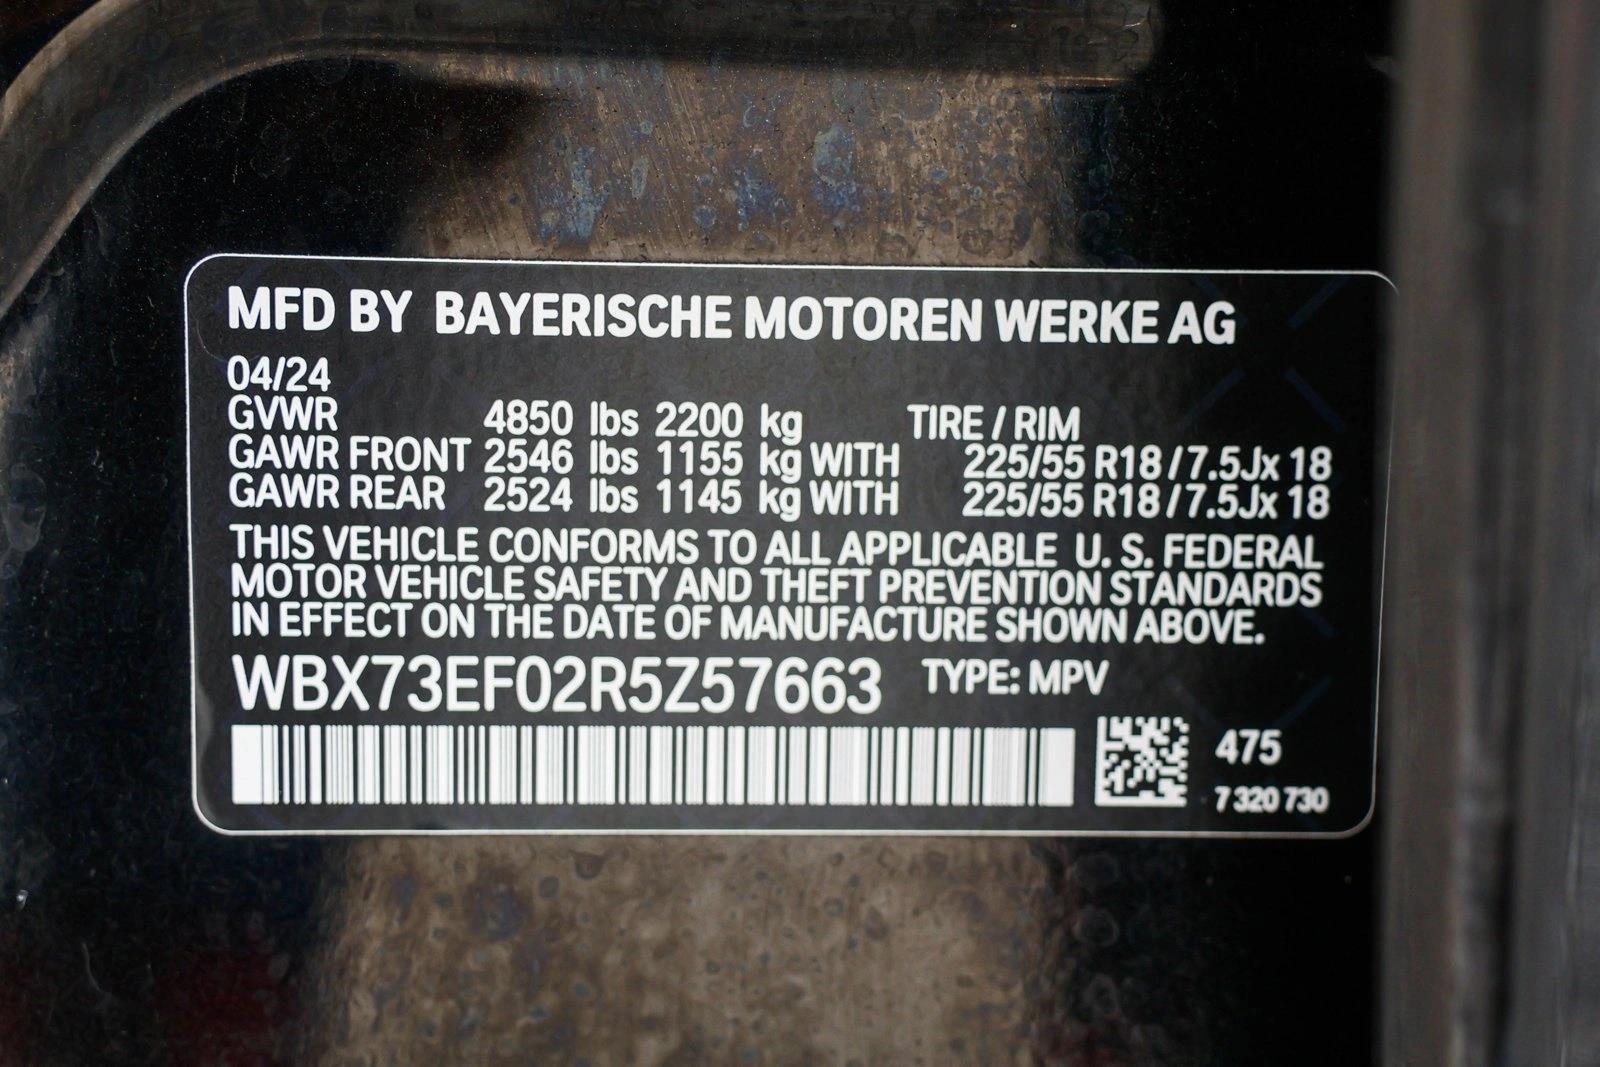 MFD BY BAYERISCHE MOTOREN WERKE AG
04/24
GVWR 4850 lbs 2200 kg TIRE / RIM
GAWR FRONT 2546 lbs 1155 kg WITH 225/55 R18 / 7.5Jx 18
GAWR REAR 2524 lbs 1145 kg WITH 225/55 R18 / 7.5Jx 18
THIS VEHICLE CONFORMS TO ALL APPLICABLE U. S. FEDERAL
MOTOR VEHICLE SAFETY AND THEFT PREVENTION STANDARDS
IN EFFECT ON THE DATE OF MANUFACTURE SHOWN ABOVE.
WBX73EF02R5Z57663 TYPE: MPV
475
7 320 730